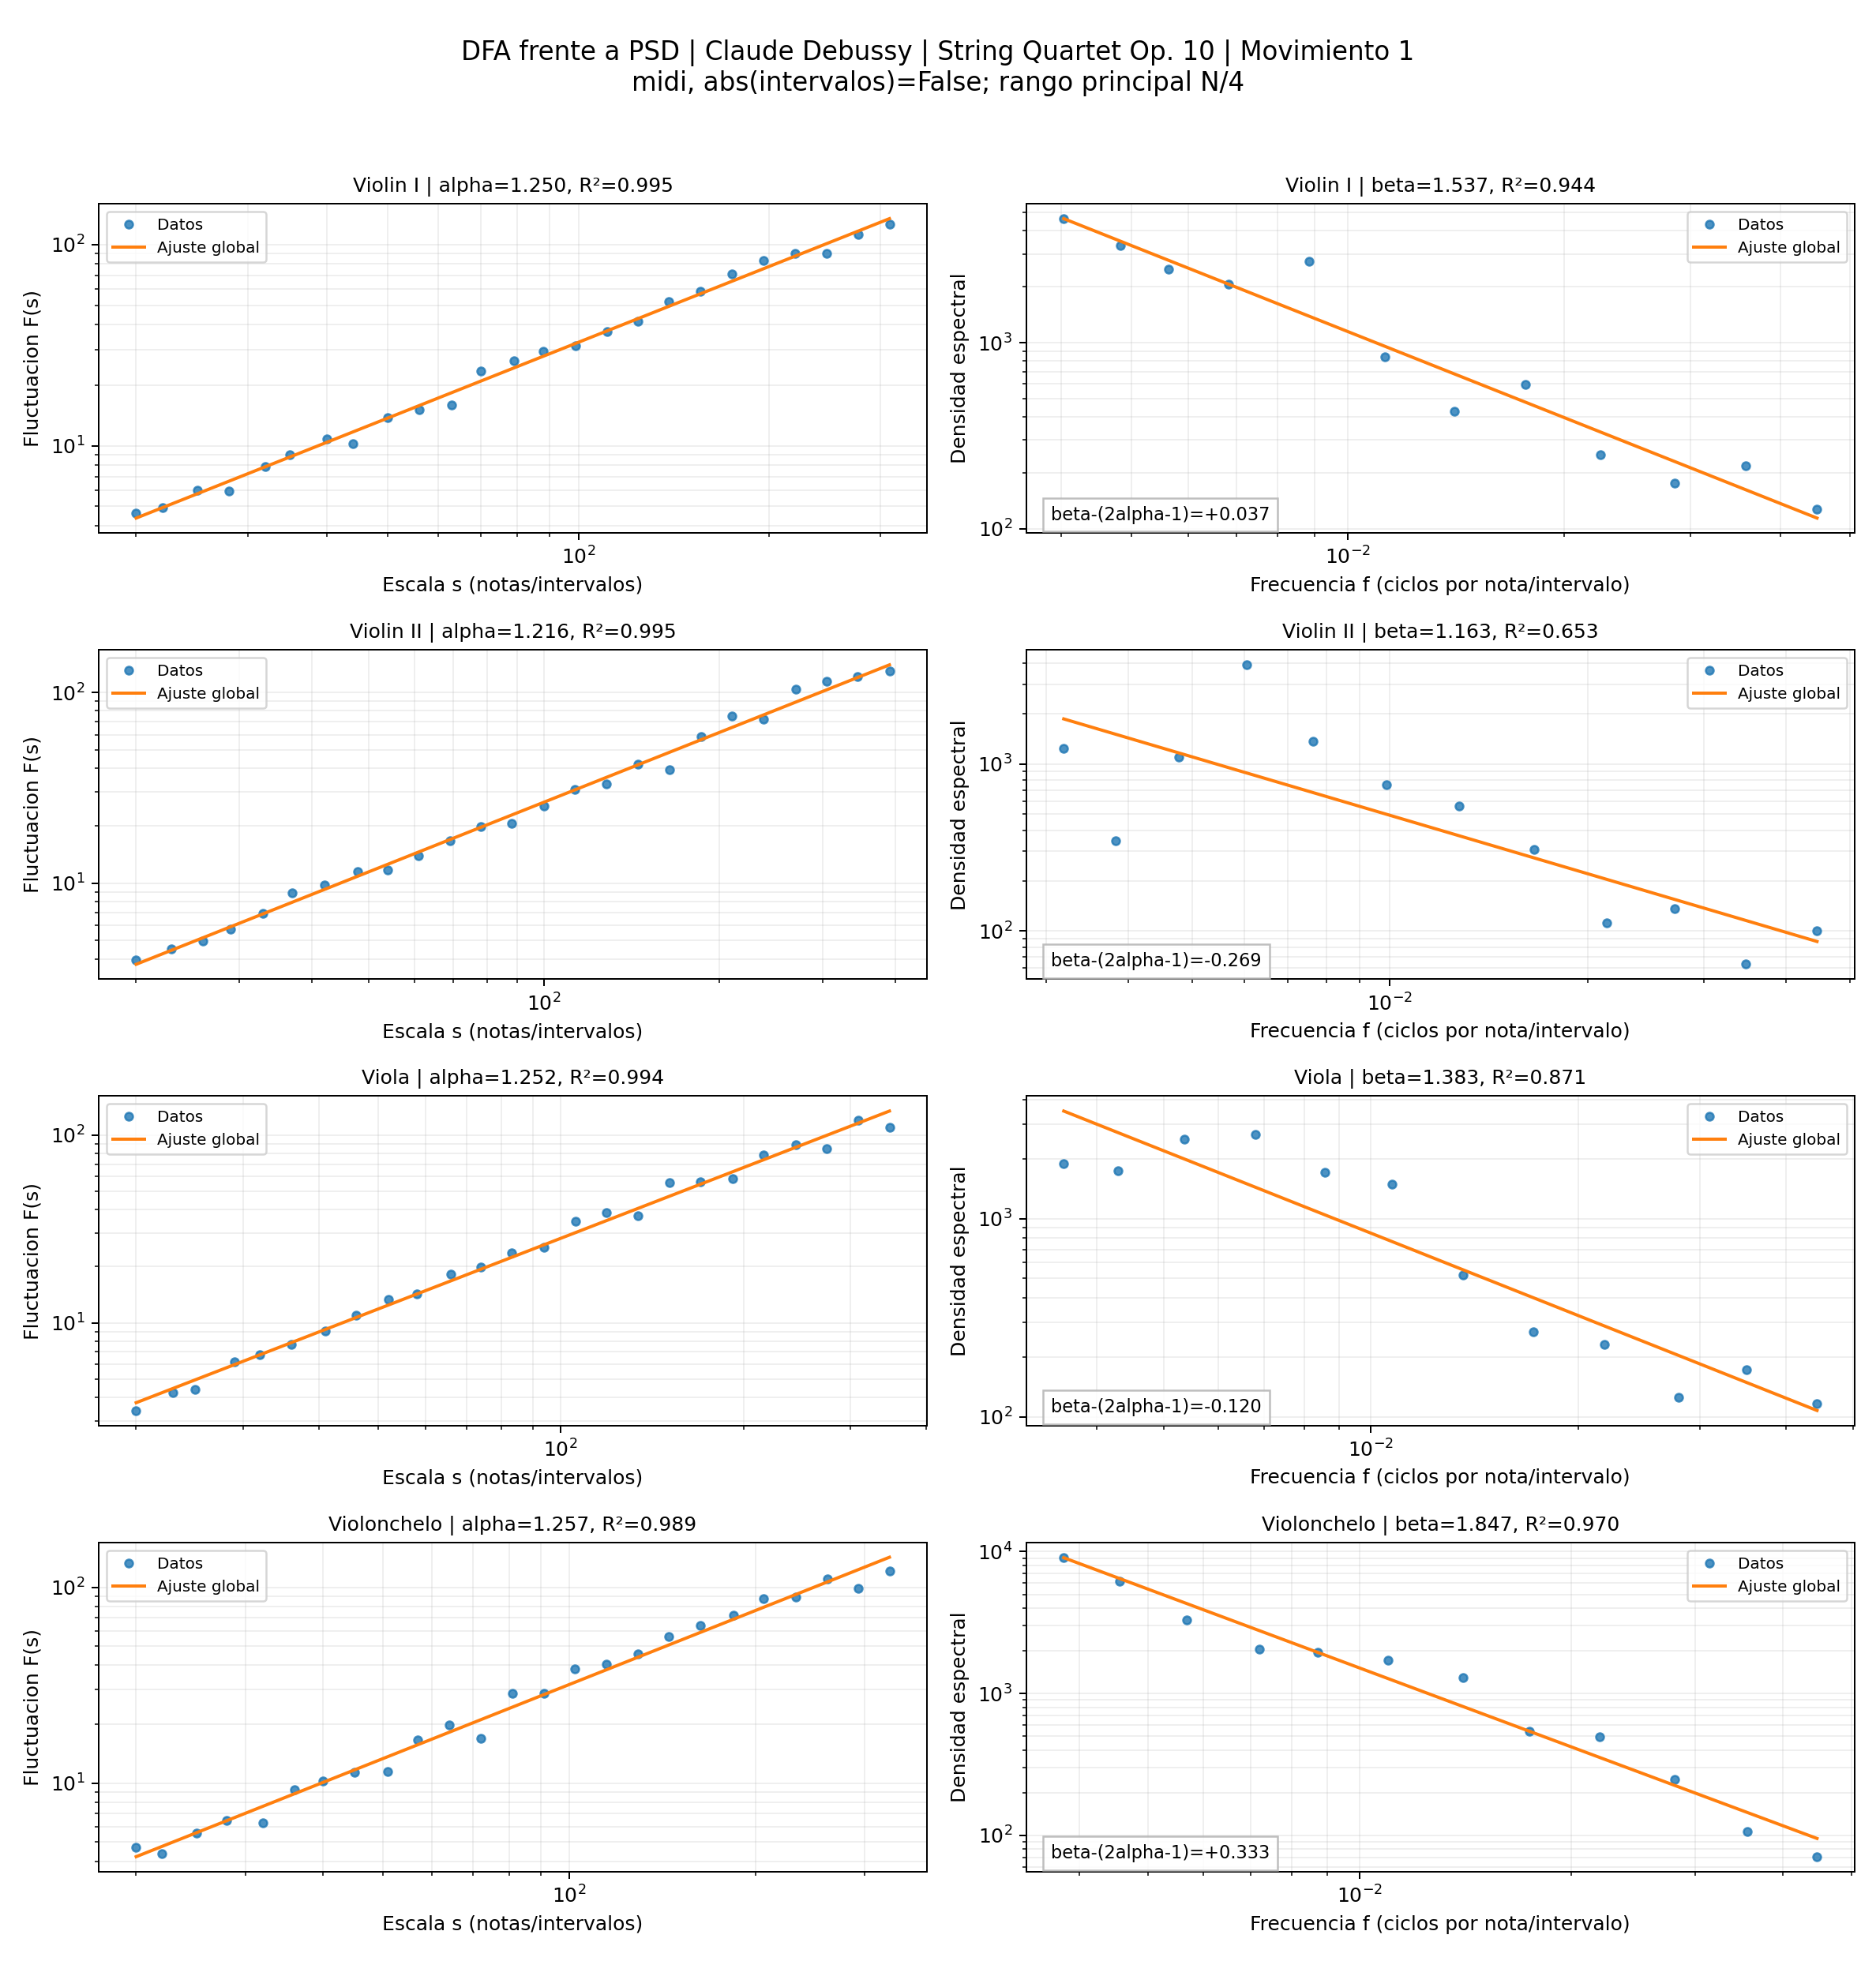 DFA frente a PSD | Claude Debussy | String Quartet Op. 10 | Movimiento 1
midi, abs(intervalos)=False; rango principal N/4
Violin I | alpha=1.250, R²=0.995
Datos
Ajuste global
10²
10¹
Fluctuacion F(s)
10²
Escala s (notas/intervalos)
Violin I | beta=1.537, R²=0.944
Datos
Ajuste global
10³
10²
Densidad espectral
beta-(2alpha-1)=+0.037
10⁻²
Frecuencia f (ciclos por nota/intervalo)
Violin II | alpha=1.216, R²=0.995
Datos
Ajuste global
10²
10¹
Fluctuacion F(s)
10²
Escala s (notas/intervalos)
Violin II | beta=1.163, R²=0.653
Datos
Ajuste global
10³
10²
Densidad espectral
beta-(2alpha-1)=-0.269
10⁻²
Frecuencia f (ciclos por nota/intervalo)
Viola | alpha=1.252, R²=0.994
Datos
Ajuste global
10²
10¹
Fluctuacion F(s)
10²
Escala s (notas/intervalos)
Viola | beta=1.383, R²=0.871
Datos
Ajuste global
10³
10²
Densidad espectral
beta-(2alpha-1)=-0.120
10⁻²
Frecuencia f (ciclos por nota/intervalo)
Violonchelo | alpha=1.257, R²=0.989
Datos
Ajuste global
10²
10¹
Fluctuacion F(s)
10²
Escala s (notas/intervalos)
Violonchelo | beta=1.847, R²=0.970
Datos
Ajuste global
10⁴
10³
10²
Densidad espectral
beta-(2alpha-1)=+0.333
10⁻²
Frecuencia f (ciclos por nota/intervalo)